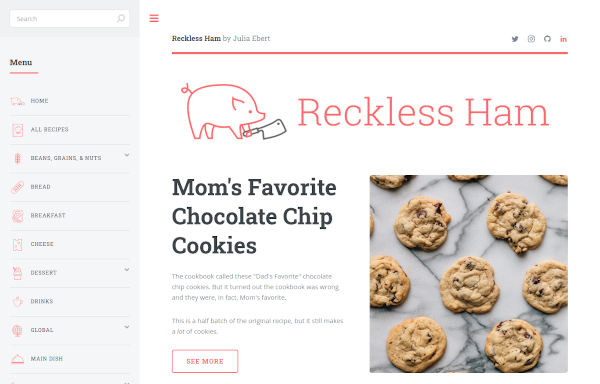 Search
Menu
HOME
ALL RECIPES
BEANS, GRAINS, & NUTS
BREAD
BREAKFAST
CHEESE
DESSERT
DRINKS
GLOBAL
MAIN DISH
Reckless Ham by Julia Ebert
Reckless Ham
Mom's Favorite
Chocolate Chip
Cookies
The cookbook called these "Dad's Favorite" chocolate
chip cookies. But it turned out the cookbook was wrong
and they were, in fact, Mom's favorite.
This is a half batch of the original recipe, but it still makes
a lot of cookies.
SEE MORE